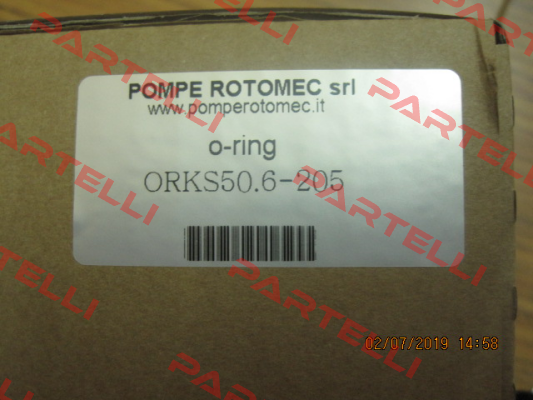 POMPE ROTOMEC srl
www.pomperotomec.it
o-ring
ORKS50.6-205
02/07/2019 14:58
PARTELLI
PARTELLI
PARTELLI
PARTELLI
PARTELLI
PARTELLI
PARTELLI